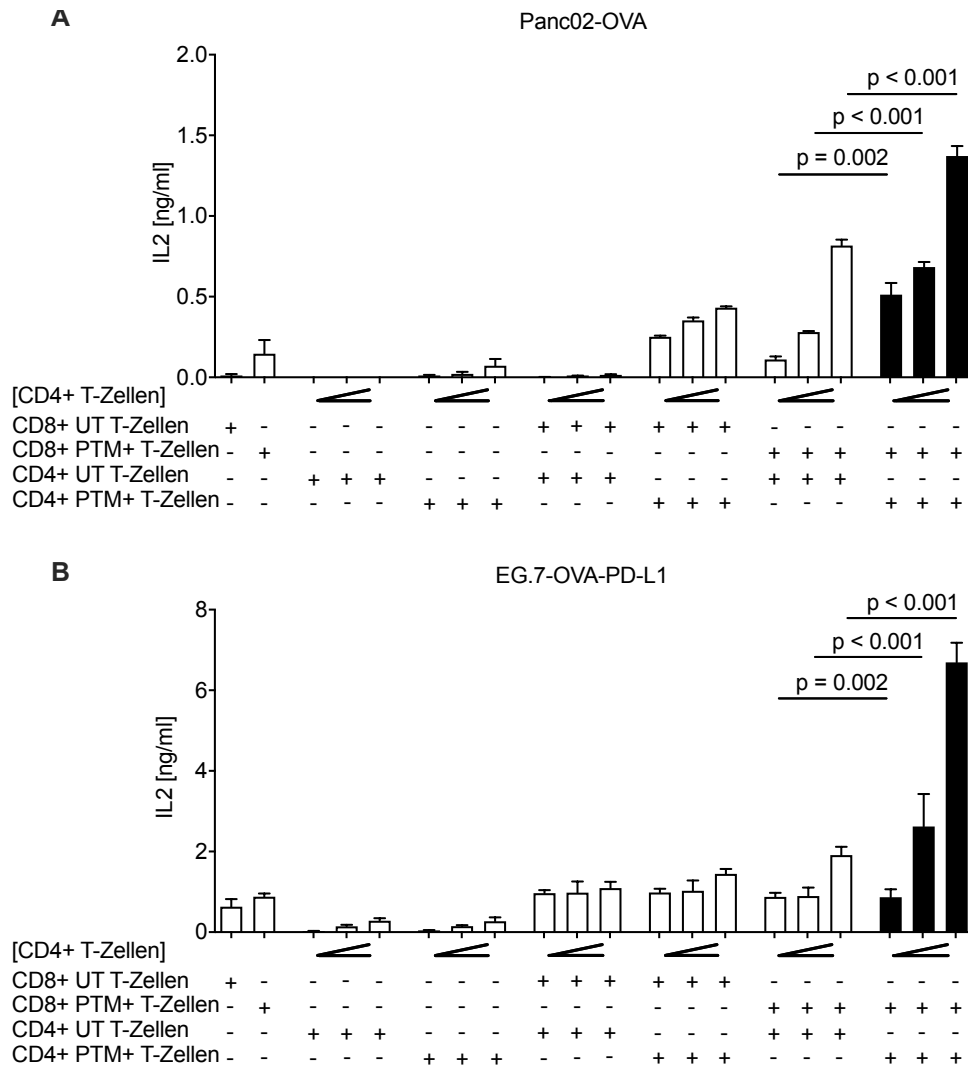 A
Panc02-OVA
2.0
1.5
1.0
0.5
0.0
IL2 [ng/ml]
p < 0.001
p < 0.001
p = 0.002
[CD4+ T-Zellen]
CD8+ UT T-Zellen + - - - - - - - + + + + + + - - - - - -
CD8+ PTM+ T-Zellen - + - - - - - - - - - - - - + + + + + +
CD4+ UT T-Zellen - - + + + - - - + + + - - - + + + - - -
CD4+ PTM+ T-Zellen - - - - - + + + - - - + + + - - - + + +
B
EG.7-OVA-PD-L1
8
6
4
2
0
IL2 [ng/ml]
p < 0.001
p < 0.001
p = 0.002
[CD4+ T-Zellen]
CD8+ UT T-Zellen + - - - - - - - + + + + + + - - - - - -
CD8+ PTM+ T-Zellen - + - - - - - - - - - - - - + + + + + +
CD4+ UT T-Zellen - - + + + - - - + + + - - - + + + - - -
CD4+ PTM+ T-Zellen - - - - - + + + - - - + + + - - - + + +